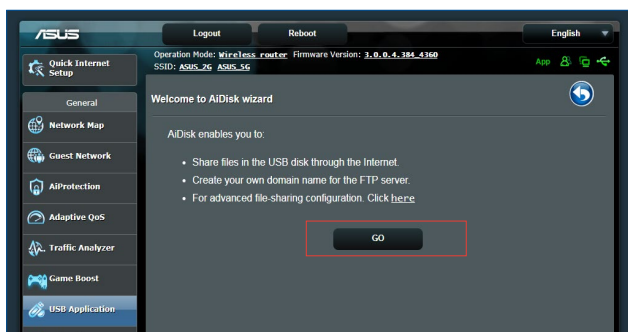 ASUS
Logout
Reboot
English
Quick Internet
Setup
Operation Mode: Wireless router Firmware Version: 3.0.0.4.384_4360
SSID: ASUS_2G ASUS_5G
App
General
Network Map
Guest Network
AiProtection
Adaptive QoS
Traffic Analyzer
Game Boost
USB Application
Welcome to AiDisk wizard
AiDisk enables you to:
• Share files in the USB disk through the Internet.
• Create your own domain name for the FTP server.
• For advanced file-sharing configuration. Click here
GO